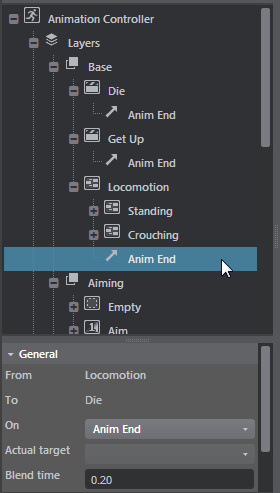 Animation Controller
Layers
Base
Die
Anim End
Get Up
Anim End
Locomotion
Standing
Crouching
Anim End
Aiming
Empty
Aim
General
From Locomotion
To Die
On Anim End
Actual target
Blend time 0.20